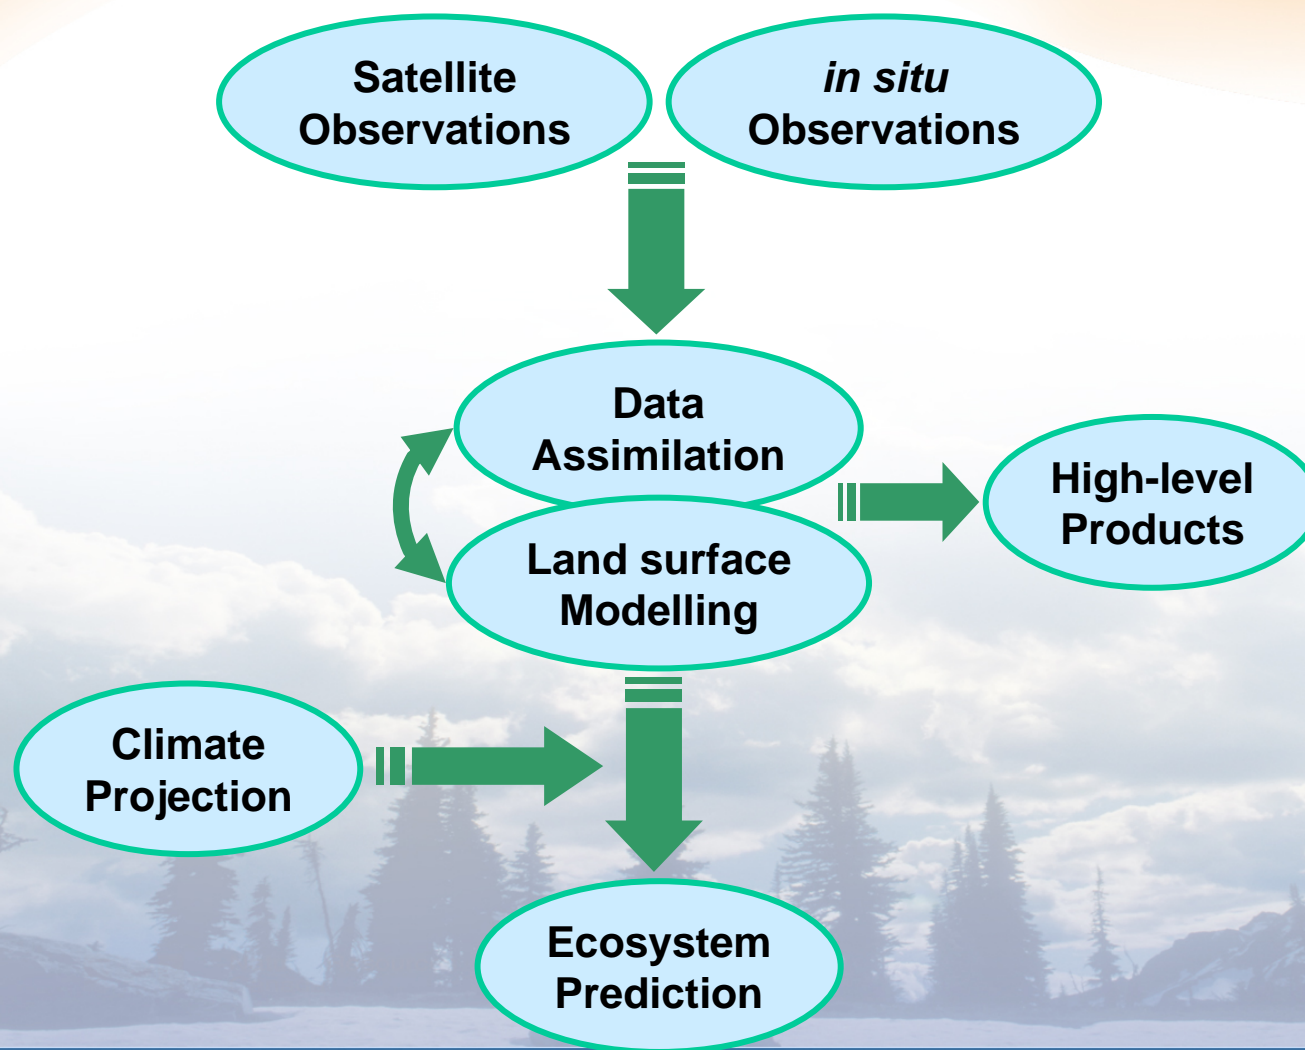 Satellite
Observations
in situ
Observations
Data
Assimilation
High-level
Products
Land surface
Modelling
Climate
Projection
Ecosystem
Prediction